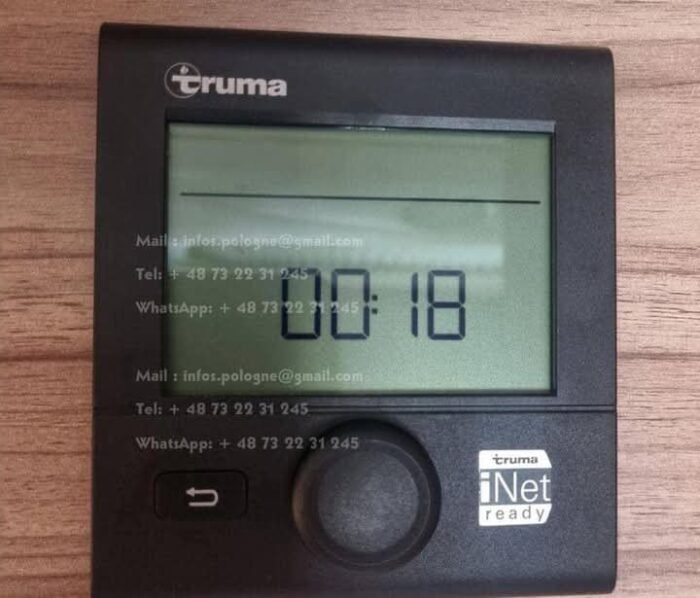 truma
Mail : infos.pologne@gmail.com
Tel: + 48 73 22 31 245
00:18
WhatsApp: + 48 73 22 31 245
Mail : infos.pologne@gmail.com
Tel: + 48 73 22 31 245
WhatsApp: + 48 73 22 31 245
truma
iNet
ready